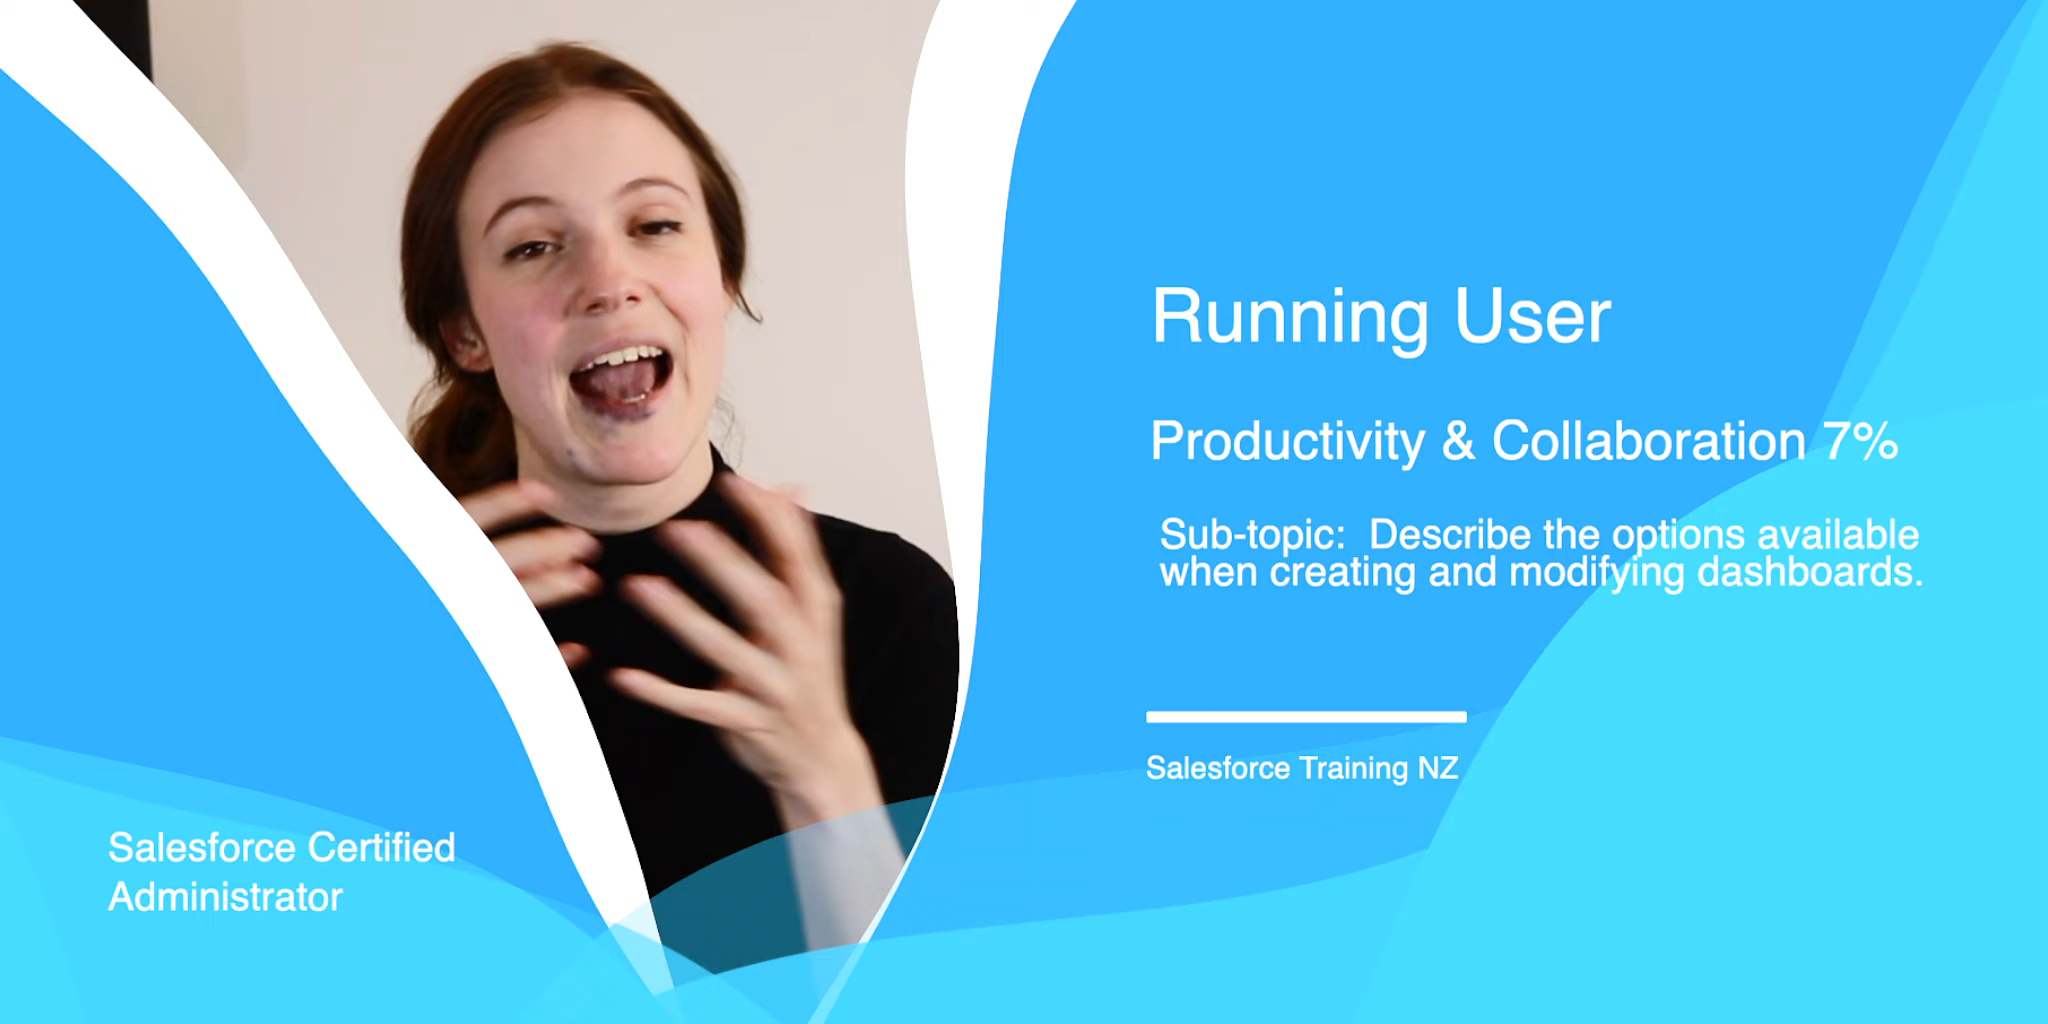 Running User
Productivity & Collaboration 7%
Sub-topic:  Describe the options available
when creating and modifying dashboards.
Salesforce Training NZ
Salesforce Certified
Administrator